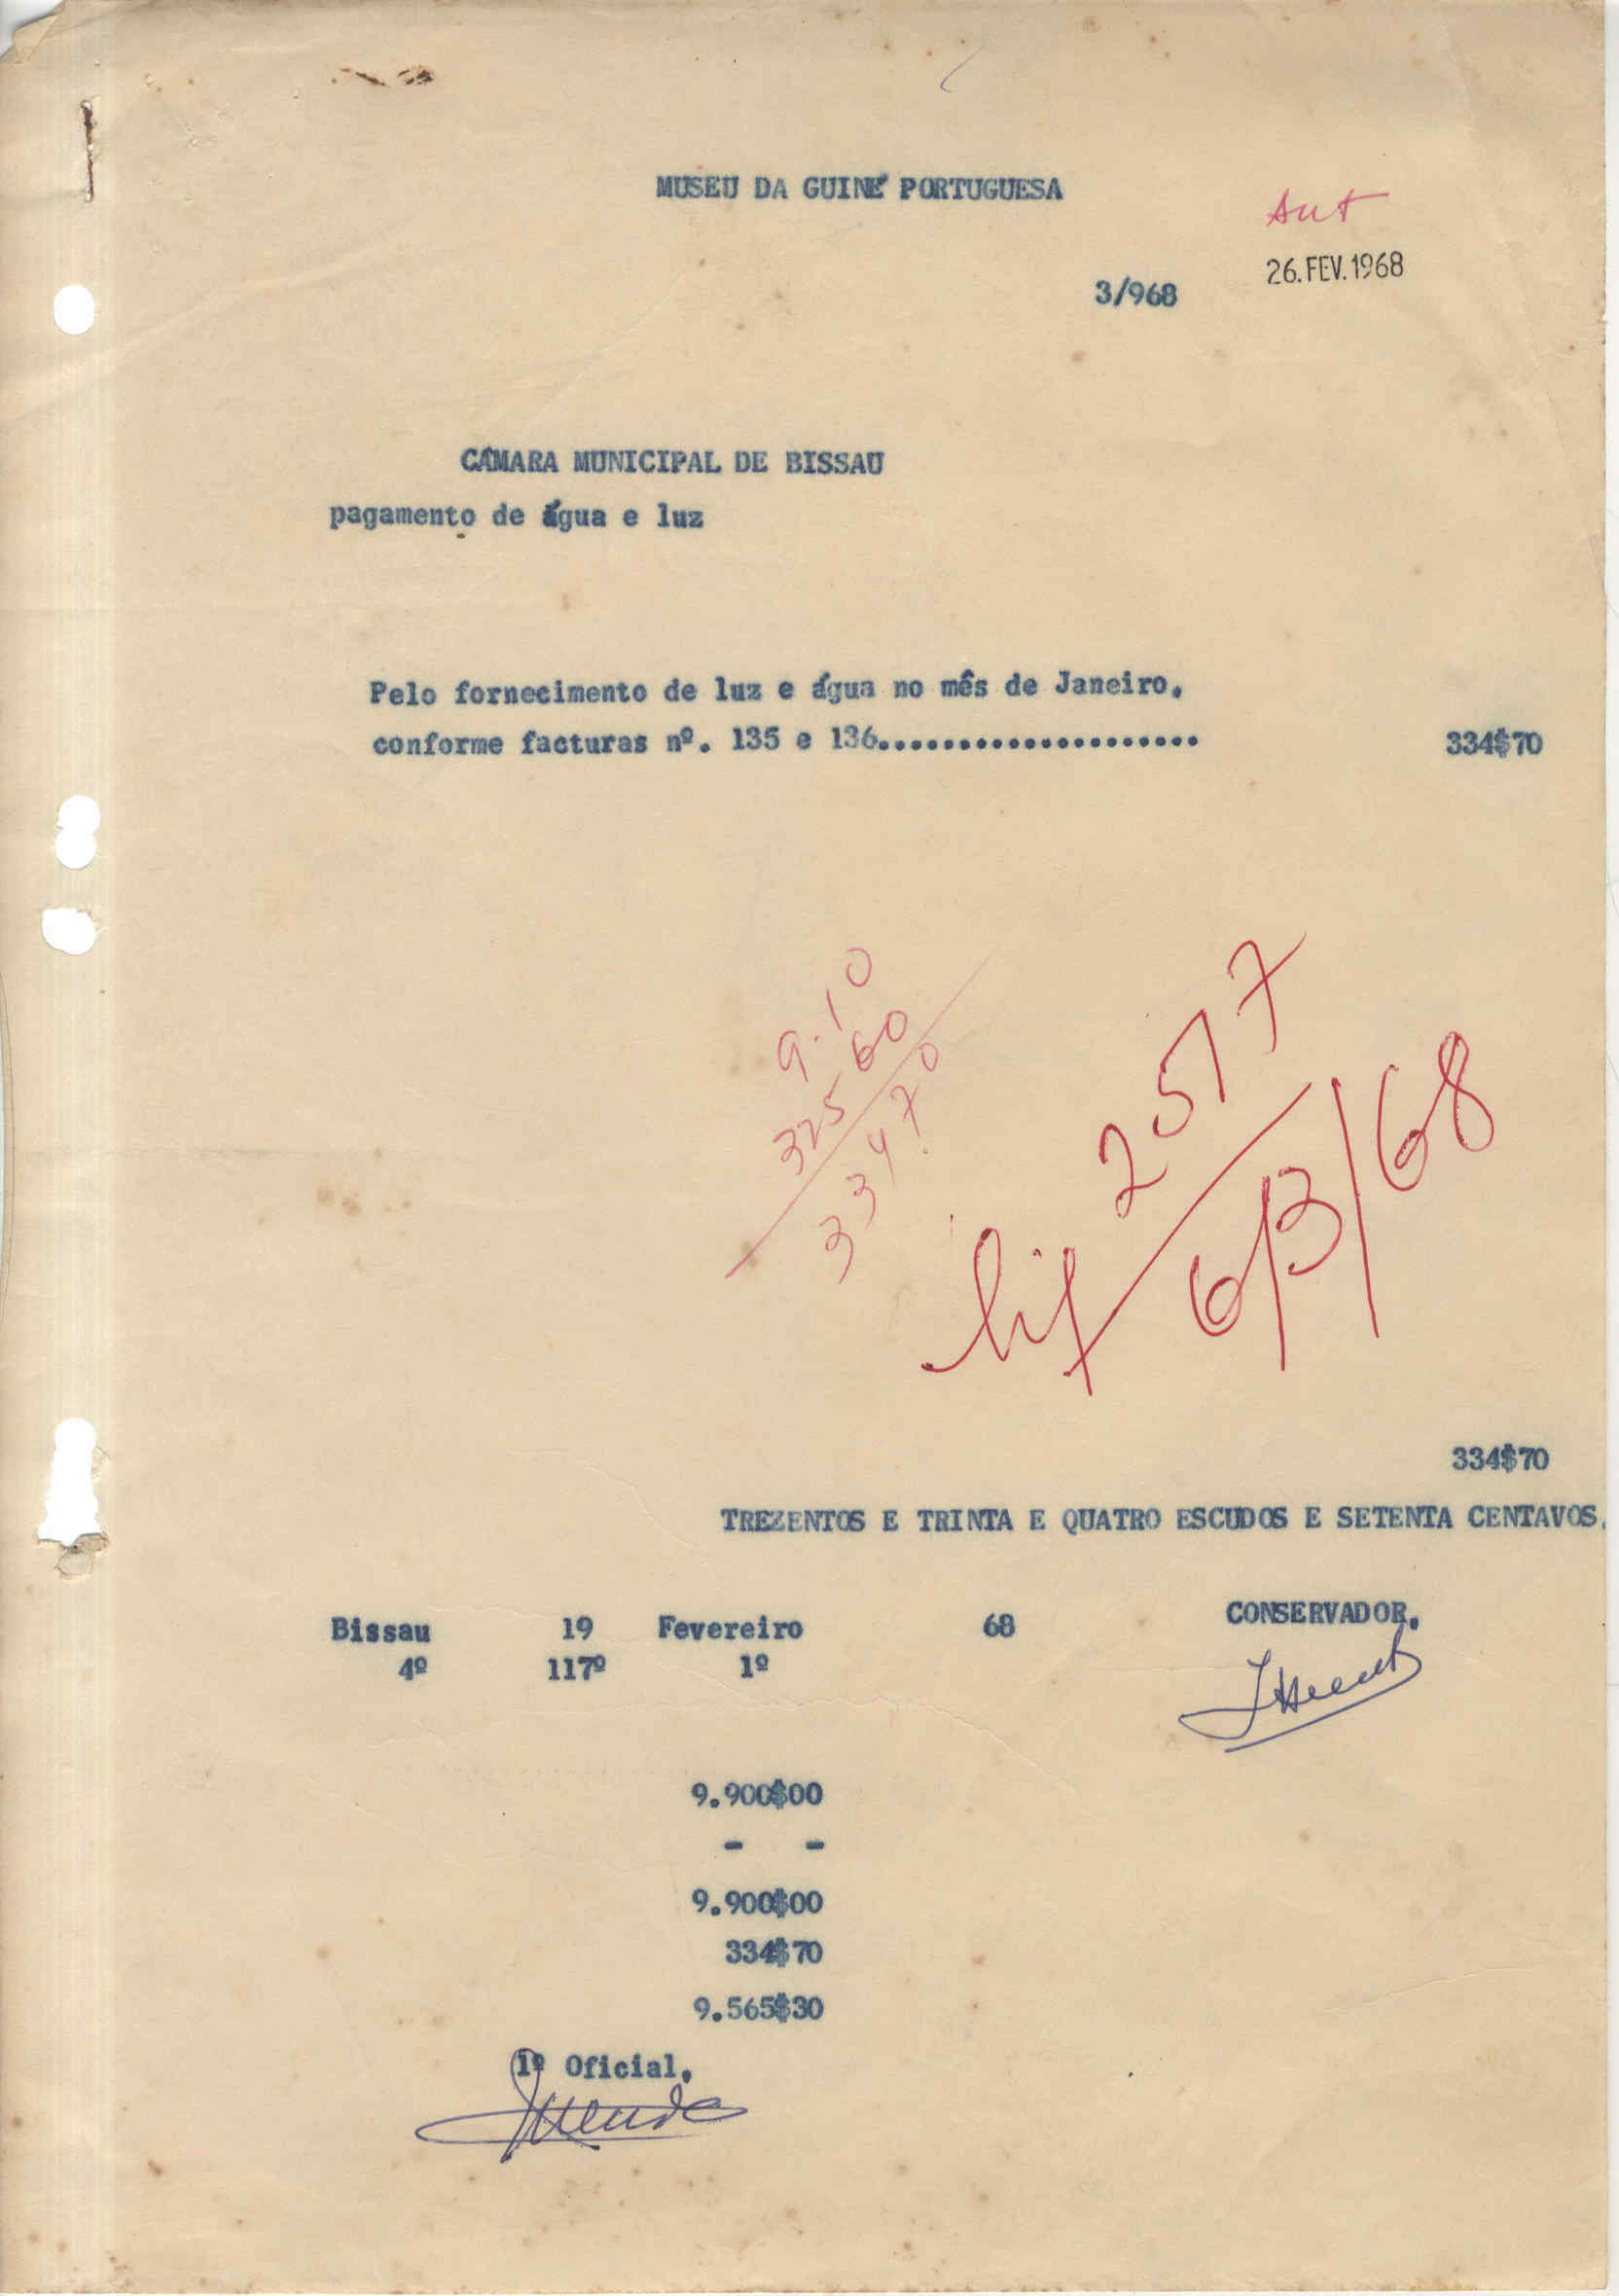 MUSEU DA GUINÉ PORTUGUESA
Aut
26.FEV.1968
3/968
CÂMARA MUNICIPAL DE BISSAU
pagamento de água e luz
Pelo fornecimento de luz e água no mês de Janeiro,
conforme facturas nº. 135 e 136.................... 334$70
9.10
325 60
334 70
2577
6/3/68
334$70
TREZENTOS E TRINTA E QUATRO ESCUDOS E SETENTA CENTAVOS.
Bissau 19 Fevereiro 68 CONSERVADOR,
4º 117º 1º
9.900$00
- -
9.900$00
334$70
9.565$30
1º Oficial,